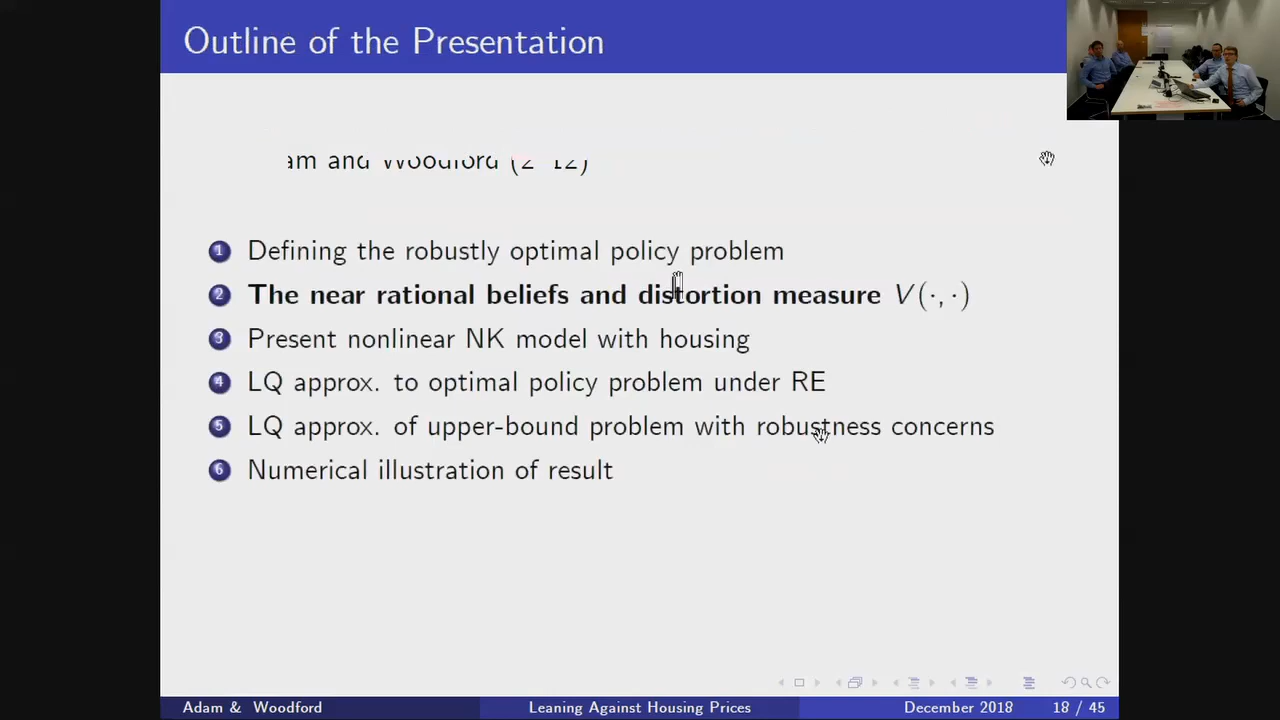 Outline of the Presentation
am and Woodford (2 12)
1 Defining the robustly optimal policy problem
2 The near rational beliefs and distortion measure V(·,·)
3 Present nonlinear NK model with housing
4 LQ approx. to optimal policy problem under RE
5 LQ approx. of upper-bound problem with robustness concerns
6 Numerical illustration of result
Adam & Woodford Leaning Against Housing Prices December 2018 18 / 45